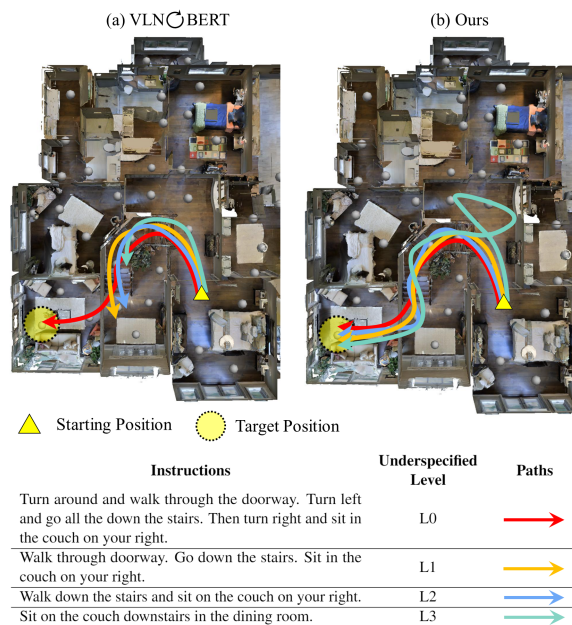 (a) VLN↻BERT
(b) Ours
Starting Position
Target Position
Instructions
Underspecified
Level
Paths
Turn around and walk through the doorway. Turn left
and go all the down the stairs. Then turn right and sit in
the couch on your right.
L0
Walk through doorway. Go down the stairs. Sit in the
couch on your right.
L1
Walk down the stairs and sit on the couch on your right.
L2
Sit on the couch downstairs in the dining room.
L3